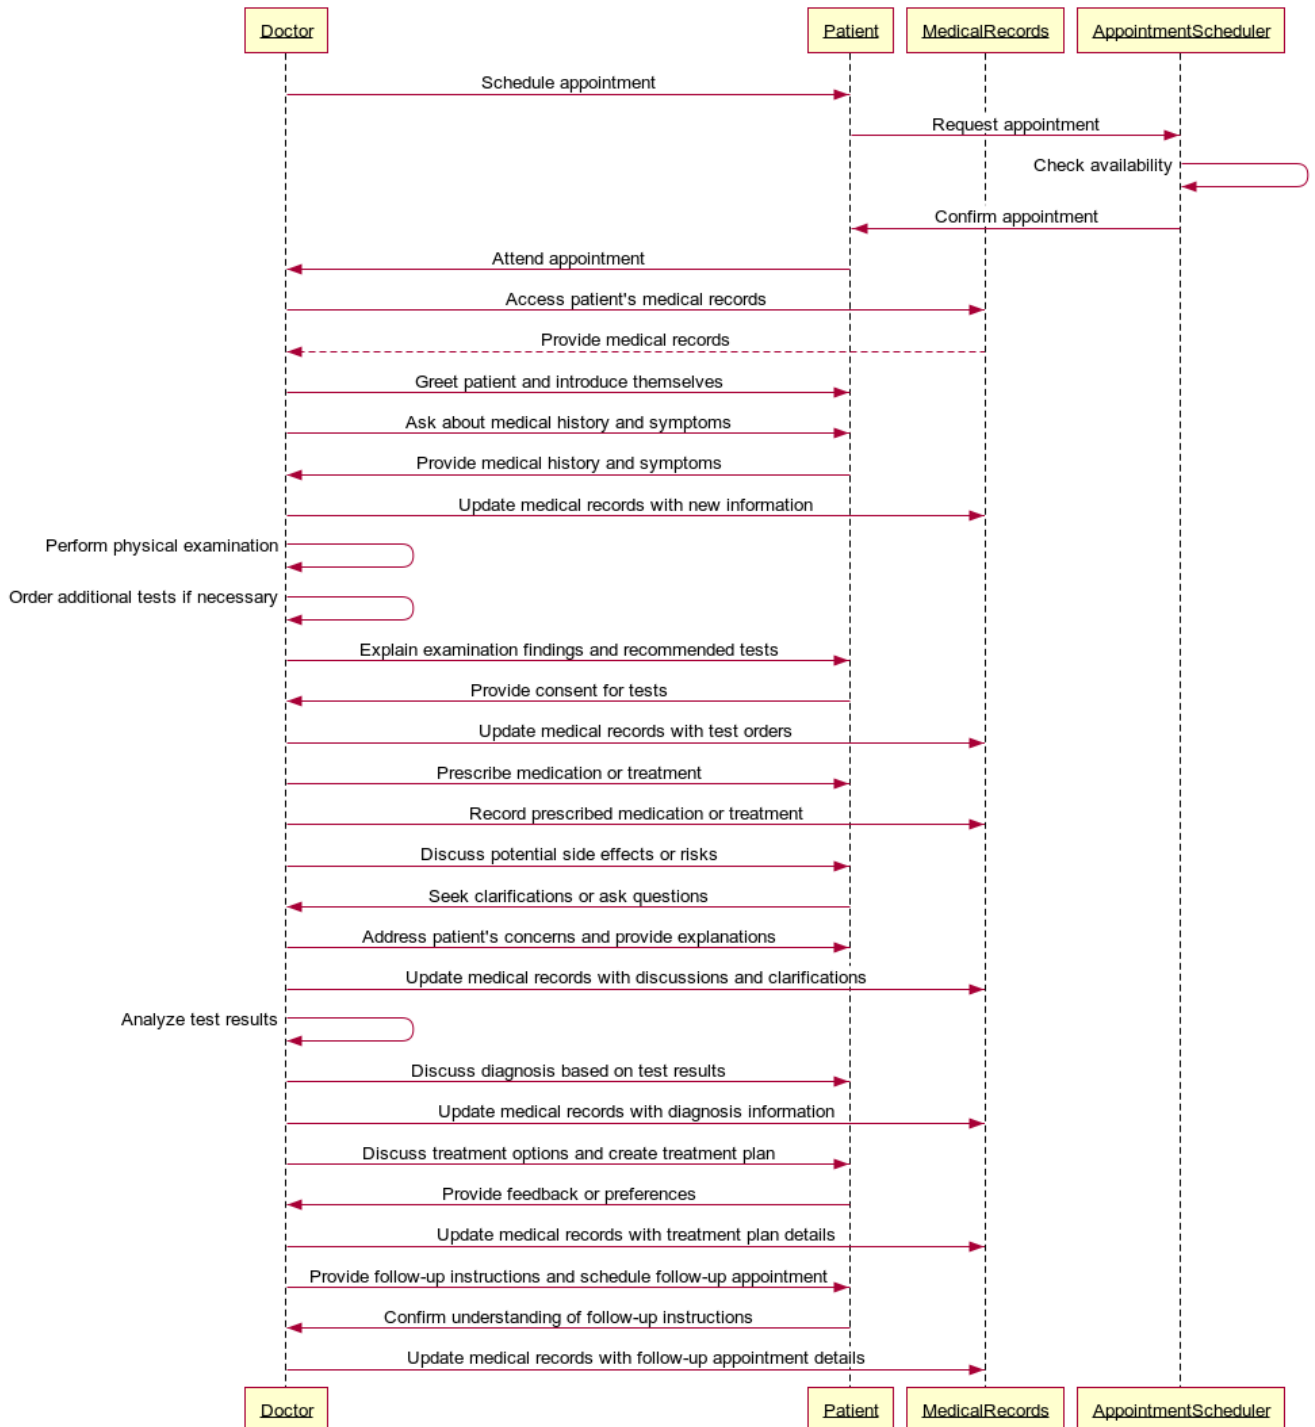 Doctor
Patient
MedicalRecords
AppointmentScheduler
Schedule appointment
Request appointment
Check availability
Confirm appointment
Attend appointment
Access patient's medical records
Provide medical records
Greet patient and introduce themselves
Ask about medical history and symptoms
Provide medical history and symptoms
Update medical records with new information
Perform physical examination
Order additional tests if necessary
Explain examination findings and recommended tests
Provide consent for tests
Update medical records with test orders
Prescribe medication or treatment
Record prescribed medication or treatment
Discuss potential side effects or risks
Seek clarifications or ask questions
Address patient's concerns and provide explanations
Update medical records with discussions and clarifications
Analyze test results
Discuss diagnosis based on test results
Update medical records with diagnosis information
Discuss treatment options and create treatment plan
Provide feedback or preferences
Update medical records with treatment plan details
Provide follow-up instructions and schedule follow-up appointment
Confirm understanding of follow-up instructions
Update medical records with follow-up appointment details
Doctor
Patient
MedicalRecords
AppointmentScheduler